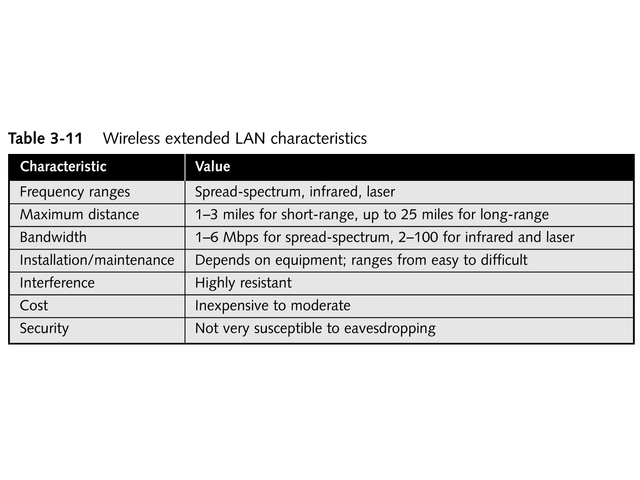 Table 3-11 Wireless extended LAN characteristics
Characteristic Value
Frequency ranges Spread-spectrum, infrared, laser
Maximum distance 1–3 miles for short-range, up to 25 miles for long-range
Bandwidth 1–6 Mbps for spread-spectrum, 2–100 for infrared and laser
Installation/maintenance Depends on equipment; ranges from easy to difficult
Interference Highly resistant
Cost Inexpensive to moderate
Security Not very susceptible to eavesdropping